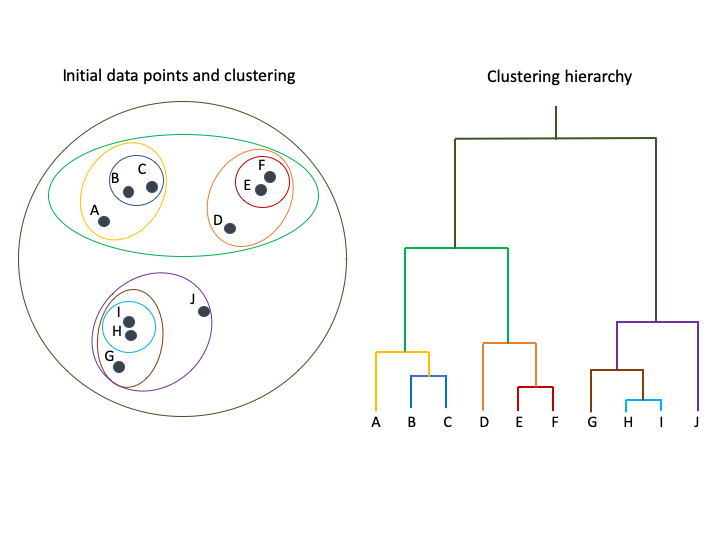 Initial data points and clustering
Clustering hierarchy
B C
F
E
A
D
I
J
H
G
A B C D E F G H I J